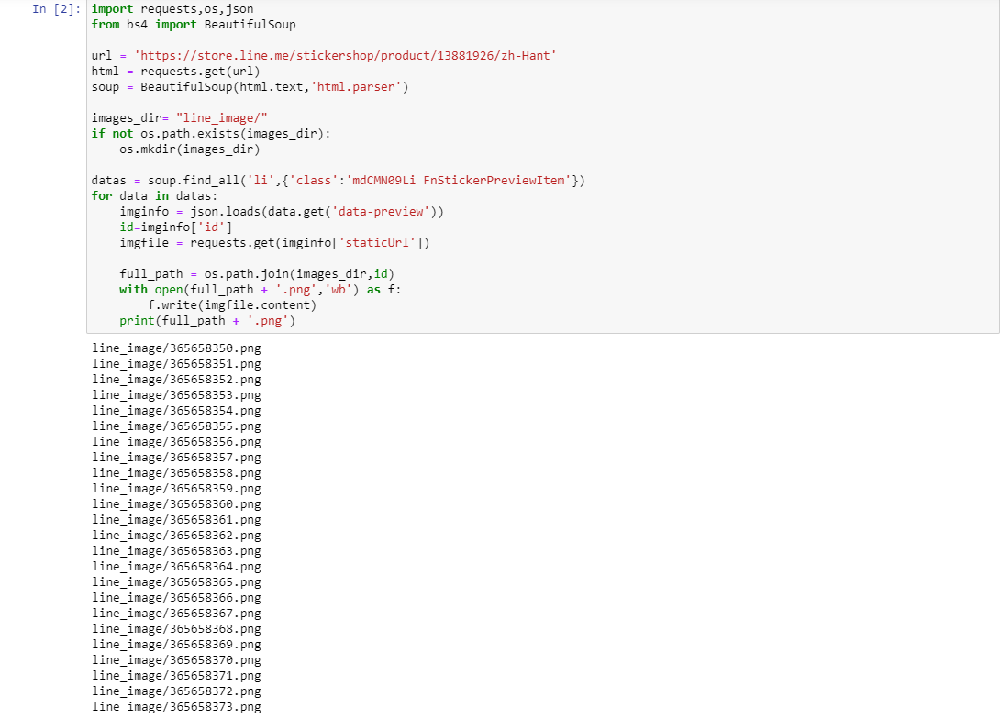 In [2]: import requests,os,json
from bs4 import BeautifulSoup

url = 'https://store.line.me/stickershop/product/13881926/zh-Hant'
html = requests.get(url)
soup = BeautifulSoup(html.text,'html.parser')

images_dir= "line_image/"
if not os.path.exists(images_dir):
    os.mkdir(images_dir)

datas = soup.find_all('li',{'class':'mdCMN09Li FnStickerPreviewItem'})
for data in datas:
    imginfo = json.loads(data.get('data-preview'))
    id=imginfo['id']
    imgfile = requests.get(imginfo['staticUrl'])

    full_path = os.path.join(images_dir,id)
    with open(full_path + '.png','wb') as f:
        f.write(imgfile.content)
    print(full_path + '.png')
line_image/365658350.png
line_image/365658351.png
line_image/365658352.png
line_image/365658353.png
line_image/365658354.png
line_image/365658355.png
line_image/365658356.png
line_image/365658357.png
line_image/365658358.png
line_image/365658359.png
line_image/365658360.png
line_image/365658361.png
line_image/365658362.png
line_image/365658363.png
line_image/365658364.png
line_image/365658365.png
line_image/365658366.png
line_image/365658367.png
line_image/365658368.png
line_image/365658369.png
line_image/365658370.png
line_image/365658371.png
line_image/365658372.png
line_image/365658373.png